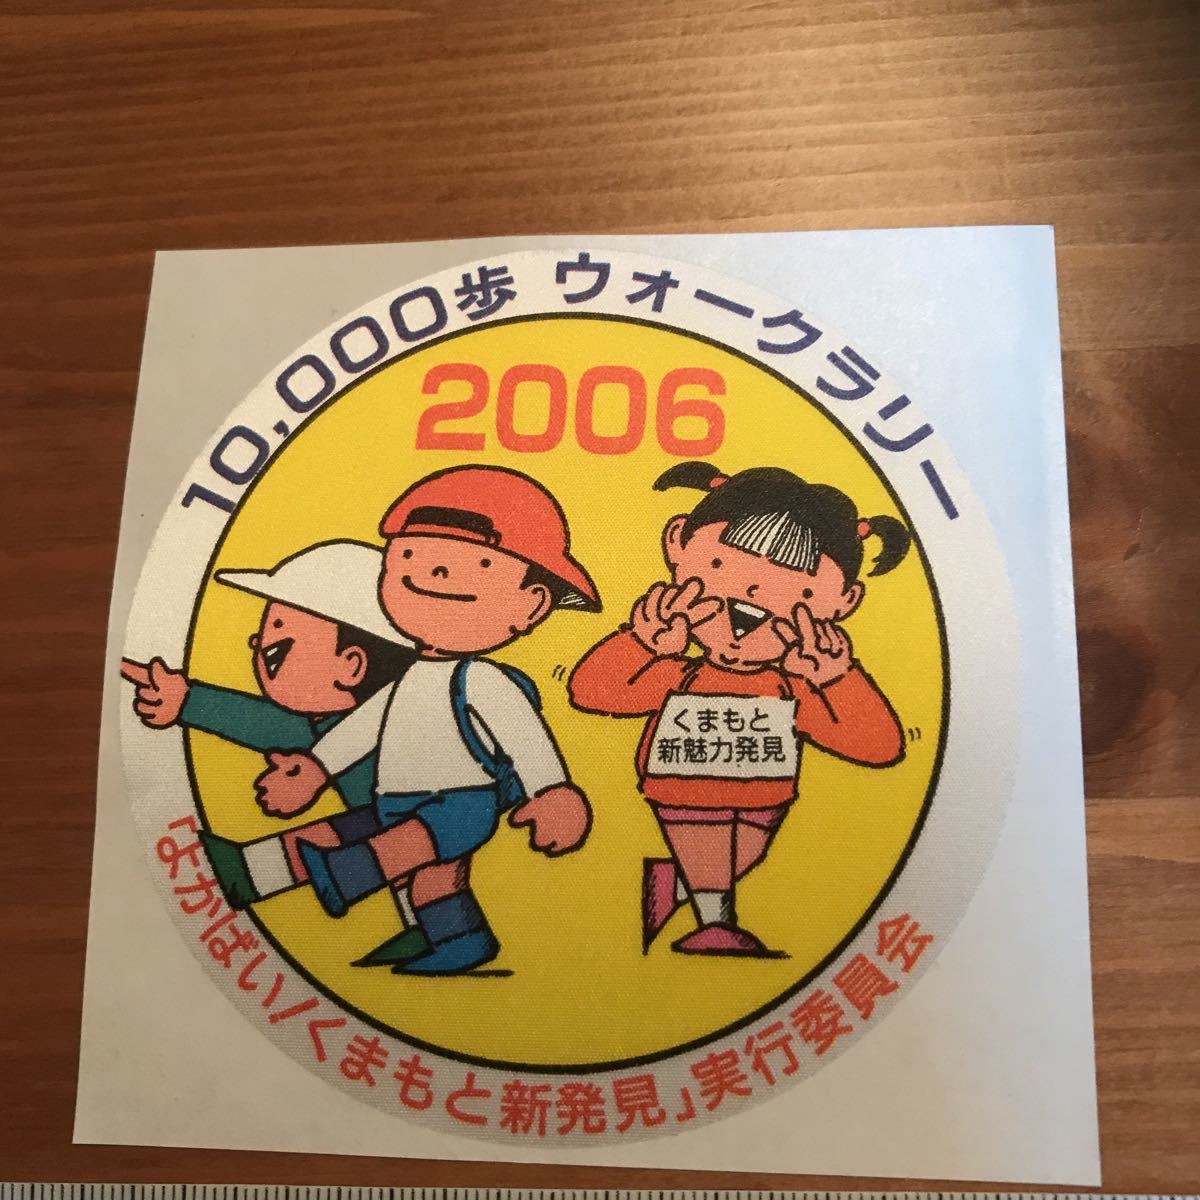 10,000歩 ウォークラリー
2006
くまもと
新魅力発見
「よかばい!くまもと新発見」実行委員会